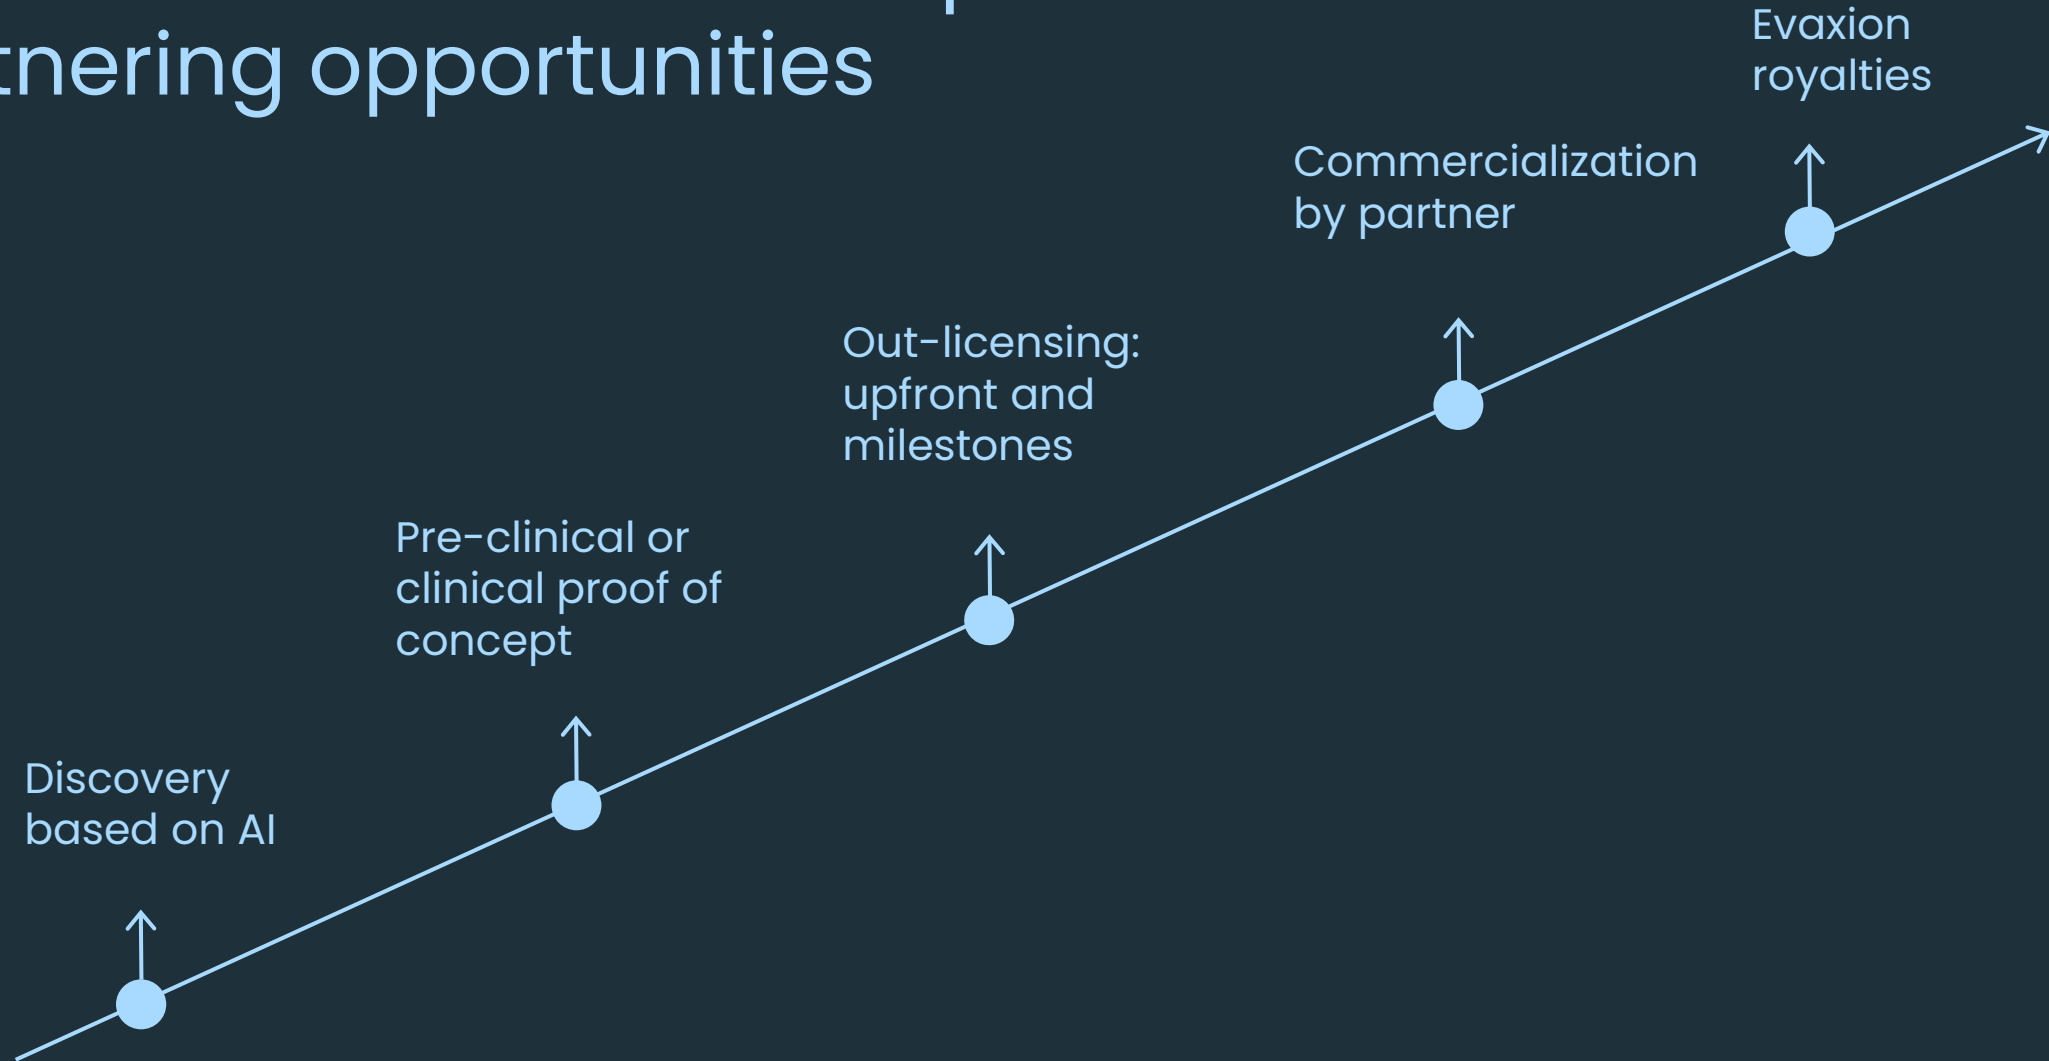 tnering opportunities
Evaxion
royalties
Commercialization
by partner
Out-licensing:
upfront and
milestones
Pre-clinical or
clinical proof of
concept
Discovery
based on AI